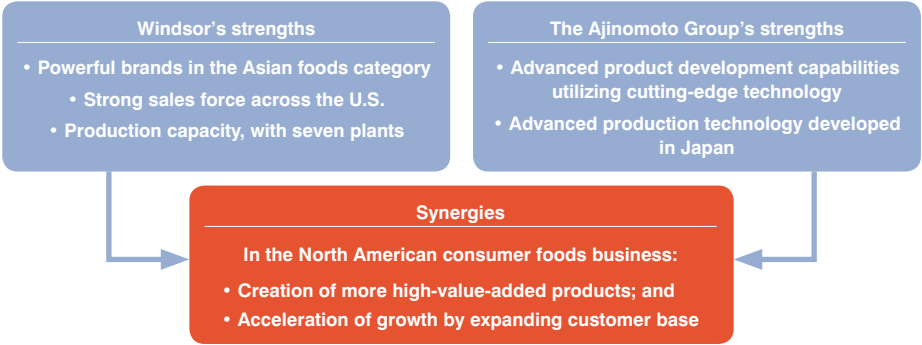 Windsor's strengths
• Powerful brands in the Asian foods category
• Strong sales force across the U.S.
• Production capacity, with seven plants
The Ajinomoto Group's strengths
• Advanced product development capabilities
utilizing cutting-edge technology
• Advanced production technology developed
in Japan
Synergies
In the North American consumer foods business:
• Creation of more high-value-added products; and
• Acceleration of growth by expanding customer base